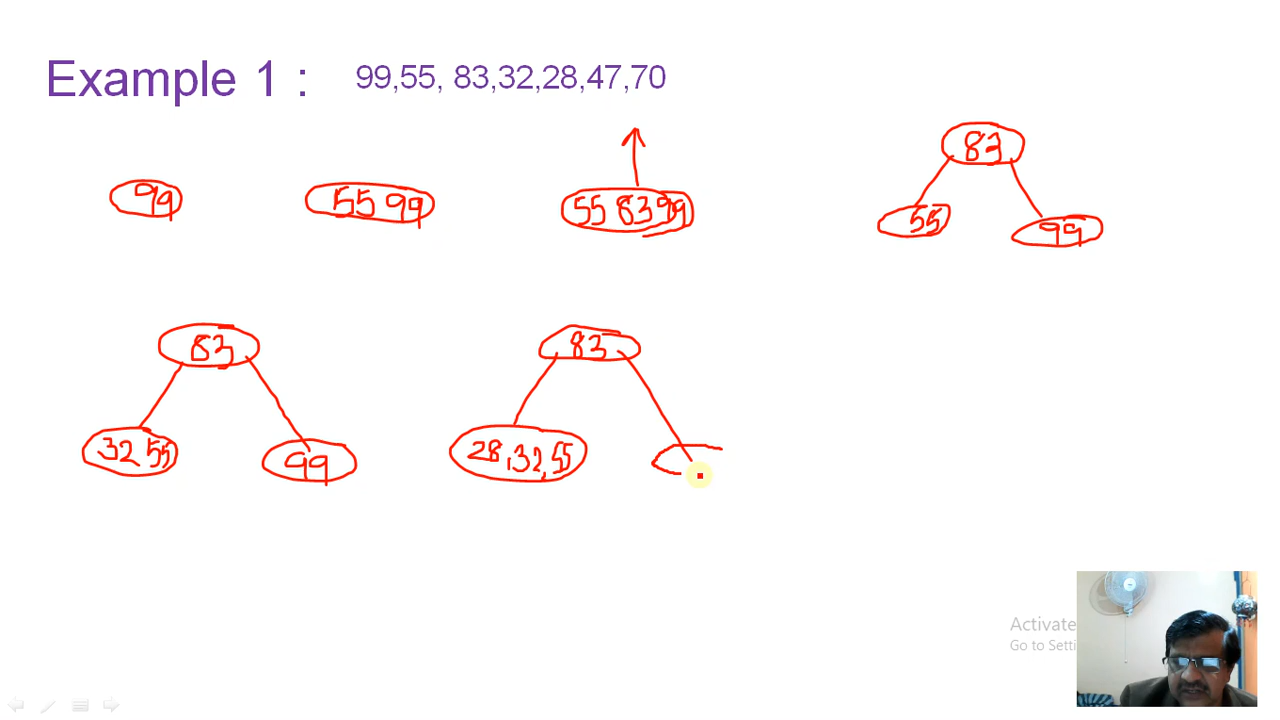 Example 1 : 99,55, 83,32,28,47,70
99
55 99
55 83 99
83
55
99
83
32 55
99
83
28,32,55
Activate
Go to Setti